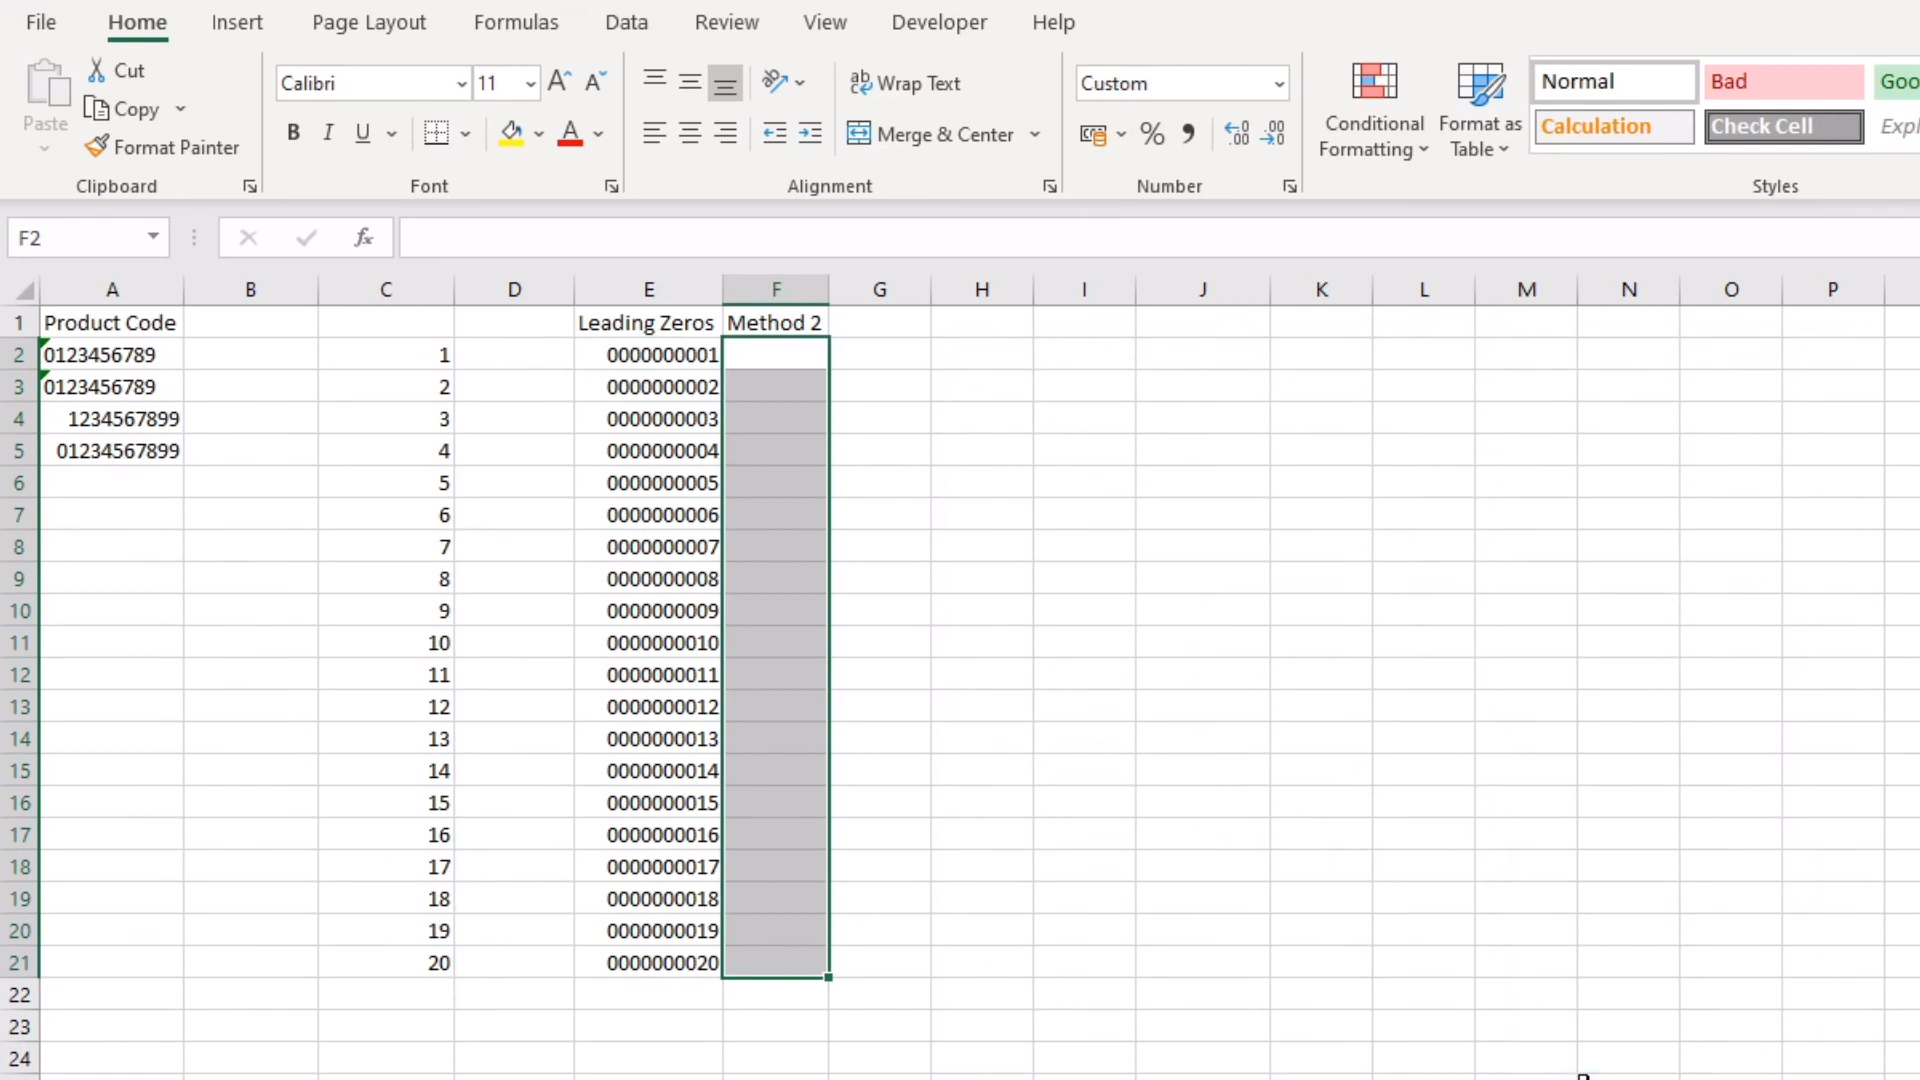 File Home Insert Page Layout Formulas Data Review View Developer Help
Paste Cut Copy Format Painter
Clipboard
Calibri 11 A A
B I U A
Font
ab Wrap Text
Merge & Center
Alignment
Custom
% 9 .00
Number
Conditional Formatting
Format as Table
Normal Bad Goo
Calculation Check Cell Expl
Styles
F2 fx
A B C D E F G H I J K L M N O P
1 Product Code Leading Zeros Method 2
2 0123456789 1 0000000001
3 0123456789 2 0000000002
4 1234567899 3 0000000003
5 01234567899 4 0000000004
6 5 0000000005
7 6 0000000006
8 7 0000000007
9 8 0000000008
10 9 0000000009
11 10 0000000010
12 11 0000000011
13 12 0000000012
14 13 0000000013
15 14 0000000014
16 15 0000000015
17 16 0000000016
18 17 0000000017
19 18 0000000018
20 19 0000000019
21 20 0000000020
22
23
24